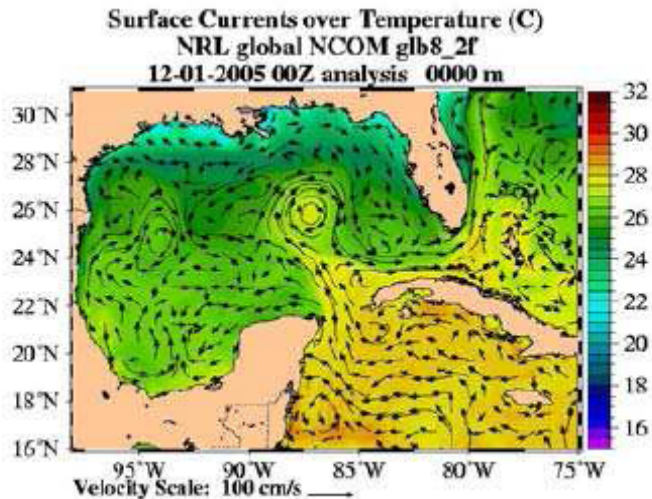 Surface Currents over Temperature (C)
NRL global NCOM glb8_2f
12-01-2005 00Z analysis 0000 m
30°N
28°N
26°N
24°N
22°N
20°N
18°N
16°N
95°W 90°W 85°W 80°W 75°W
32
30
28
26
24
22
20
18
16
Velocity Scale: 100 cm/s